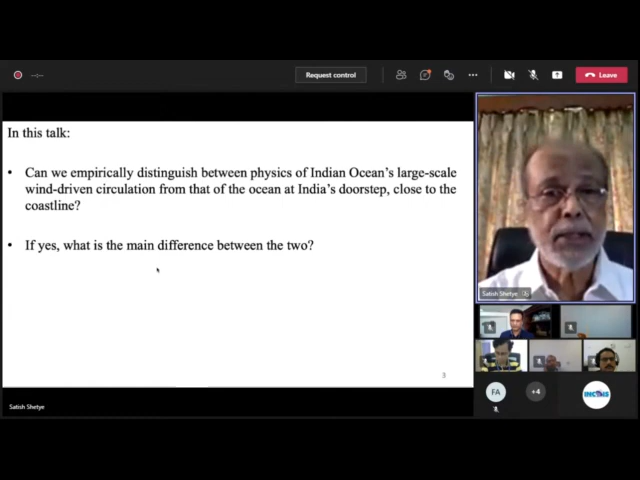 Request control
Leave
In this talk:
• Can we empirically distinguish between physics of Indian Ocean's large-scale
wind-driven circulation from that of the ocean at India's doorstep, close to the
coastline?
• If yes, what is the main difference between the two?
3
Satish Shetye
Satish Shetye
FA
+4
INCOIS